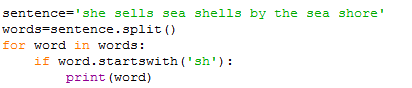 sentence='she sells sea shells by the sea shore'
words=sentence.split()
for word in words:
    if word.startswith('sh'):
        print(word)